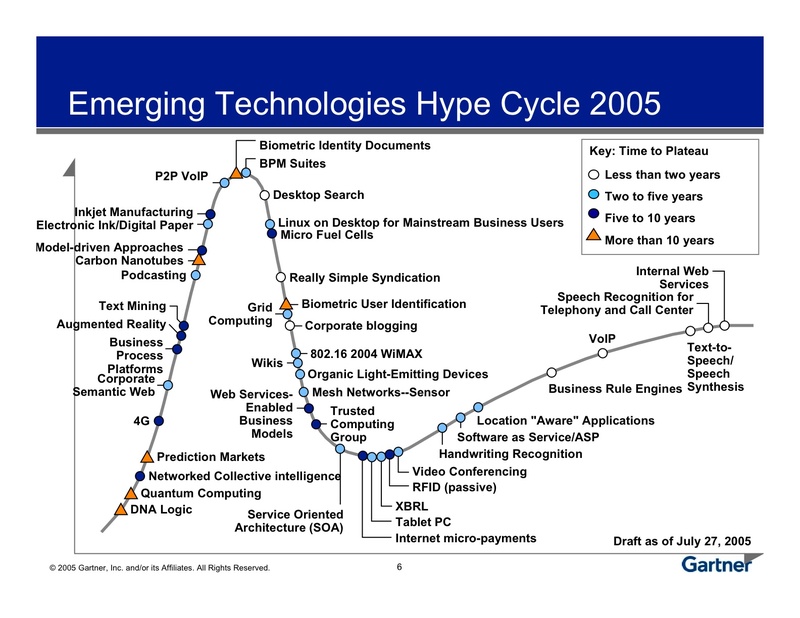 Emerging Technologies Hype Cycle 2005
Biometric Identity Documents
BPM Suites
P2P VoIP
Desktop Search
Inkjet Manufacturing
Electronic Ink/Digital Paper
Linux on Desktop for Mainstream Business Users
Micro Fuel Cells
Model-driven Approaches
Carbon Nanotubes
Podcasting
Really Simple Syndication
Text Mining
Augmented Reality
Business
Process
Platforms
Corporate
Semantic Web
Grid
Computing
Biometric User Identification
Corporate blogging
Wikis
802.16 2004 WiMAX
Organic Light-Emitting Devices
Mesh Networks--Sensor
Web Services-
Enabled
Business
Models
Trusted
Computing
Group
4G
Prediction Markets
Networked Collective intelligence
Quantum Computing
DNA Logic
Service Oriented
Architecture (SOA)
Video Conferencing
RFID (passive)
XBRL
Tablet PC
Internet micro-payments
Handwriting Recognition
Software as Service/ASP
Location "Aware" Applications
Business Rule Engines
VoIP
Text-to-
Speech/
Speech
Synthesis
Speech Recognition for
Telephony and Call Center
Internal Web
Services
Key: Time to Plateau
Less than two years
Two to five years
Five to 10 years
More than 10 years
Draft as of July 27, 2005
© 2005 Gartner, Inc. and/or its Affiliates. All Rights Reserved.
6
Gartner